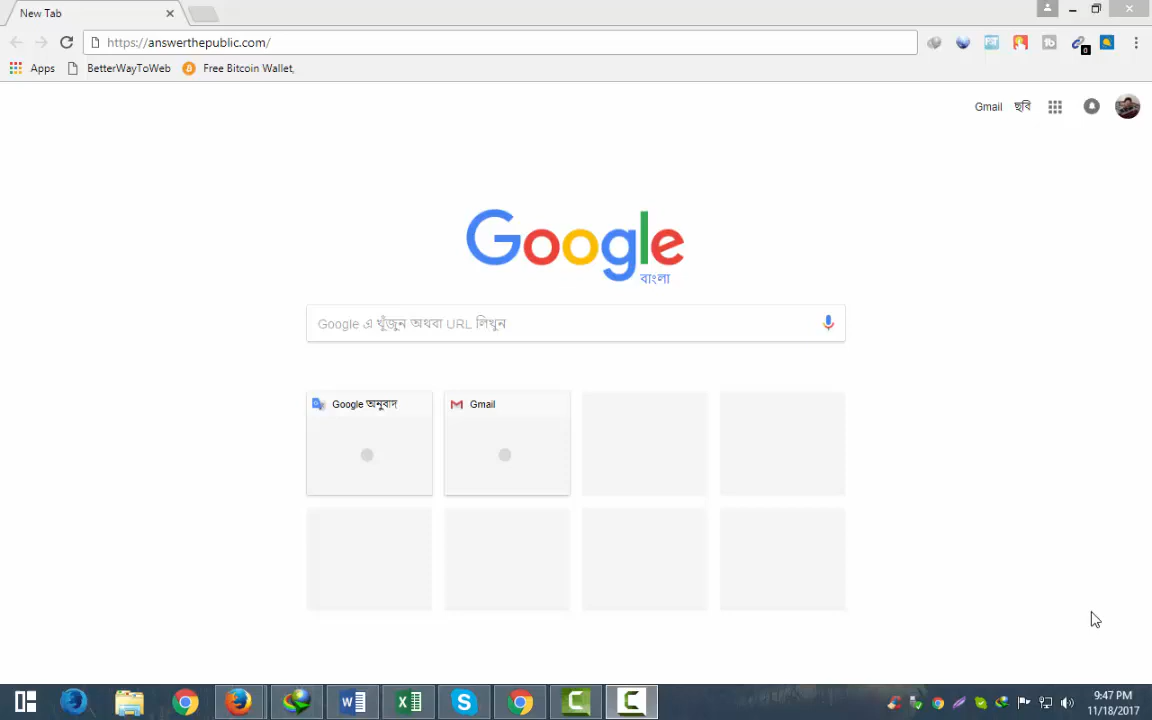 New Tab
https://answerthepublic.com/
Apps BetterWayToWeb Free Bitcoin Wallet,
Gmail ছবি
Google
বাংলা
Google এ খুঁজুন অথবা URL লিখুন
Google অনুবাদ Gmail
9:47 PM
11/18/2017